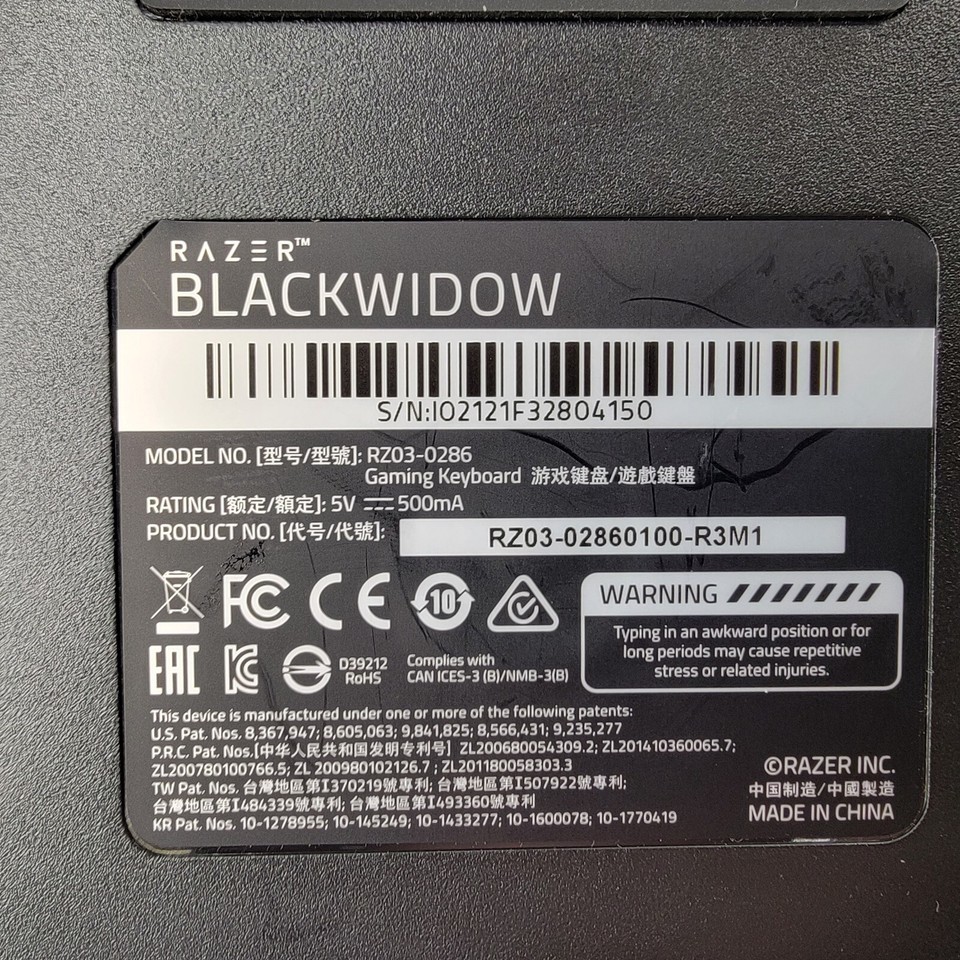 RAZER™
BLACKWIDOW
S/N:IO2121F32804150
MODEL NO. [型号/型號]: RZ03-0286
Gaming Keyboard 游戏键盘/遊戲鍵盤
RATING [额定/額定]: 5V ⎓ 500mA
PRODUCT NO. [代号/代號]: RZ03-02860100-R3M1
FC CE 10
WARNING
Typing in an awkward position or for
long periods may cause repetitive
stress or related injuries.
EAC KC D39212
RoHS
Complies with
CAN ICES-3 (B)/NMB-3(B)
This device is manufactured under one or more of the following patents:
U.S. Pat. Nos. 8,367,947; 8,605,063; 9,841,825; 8,566,431; 9,235,277
P.R.C. Pat. Nos.[中华人民共和国发明专利号] ZL200680054309.2; ZL201410360065.7;
ZL200780100766.5; ZL 200980102126.7 ; ZL201180058303.3
TW Pat. Nos. 台灣地區第I370219號專利; 台灣地區第I507922號專利;
台灣地區第I484339號專利; 台灣地區第I493360號專利
KR Pat. Nos. 10-1278955; 10-145249; 10-1433277; 10-1600078; 10-1770419
©RAZER INC.
中国制造/中國製造
MADE IN CHINA